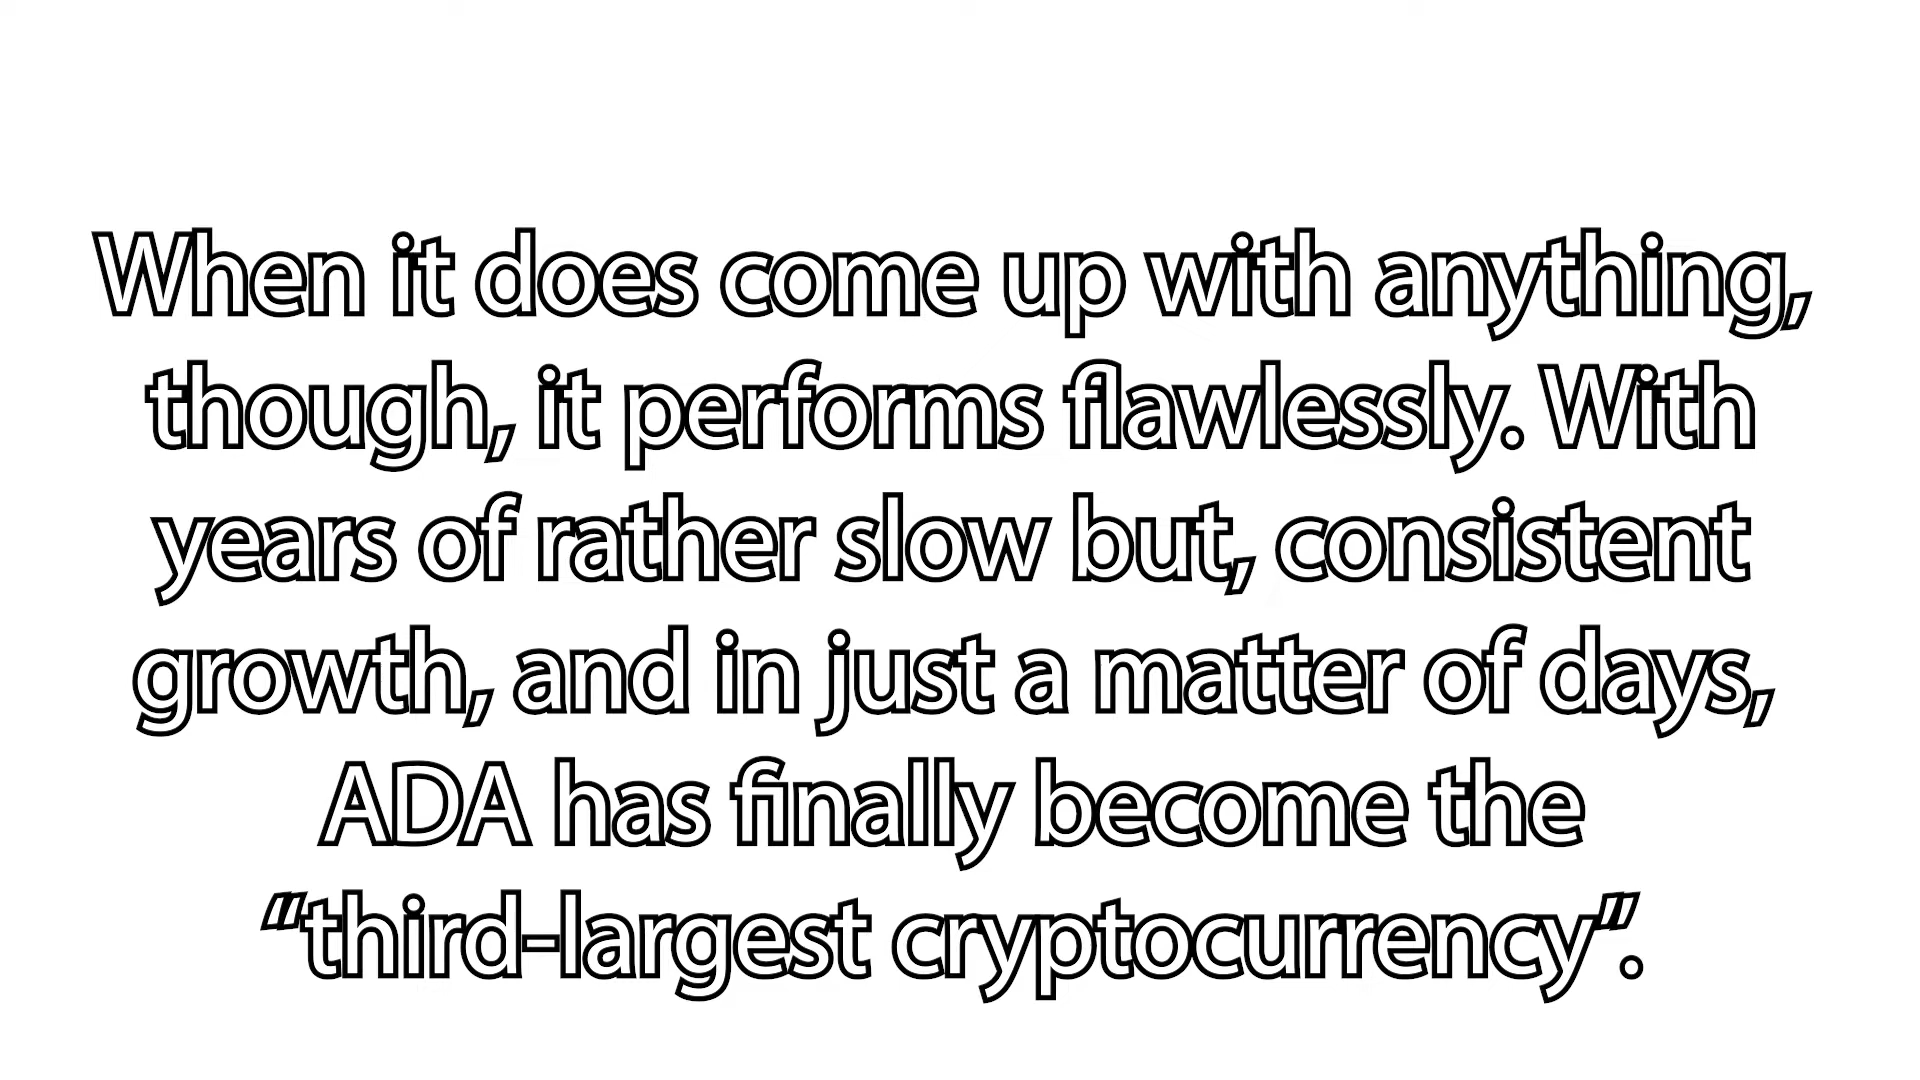 When it does come up with anything,
though, it performs flawlessly. With
years of rather slow but, consistent
growth, and in just a matter of days,
ADA has finally become the
“third-largest cryptocurrency”.